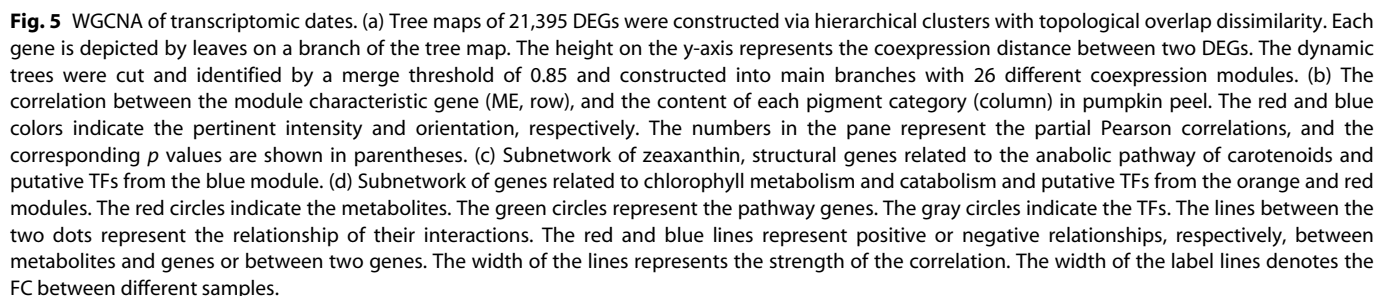 Fig. 5 WGCNA of transcriptomic dates. (a) Tree maps of 21,395 DEGs were constructed via hierarchical clusters with topological overlap dissimilarity. Each
gene is depicted by leaves on a branch of the tree map. The height on the y-axis represents the coexpression distance between two DEGs. The dynamic
trees were cut and identified by a merge threshold of 0.85 and constructed into main branches with 26 different coexpression modules. (b) The
correlation between the module characteristic gene (ME, row), and the content of each pigment category (column) in pumpkin peel. The red and blue
colors indicate the pertinent intensity and orientation, respectively. The numbers in the pane represent the partial Pearson correlations, and the
corresponding p values are shown in parentheses. (c) Subnetwork of zeaxanthin, structural genes related to the anabolic pathway of carotenoids and
putative TFs from the blue module. (d) Subnetwork of genes related to chlorophyll metabolism and catabolism and putative TFs from the orange and red
modules. The red circles indicate the metabolites. The green circles represent the pathway genes. The gray circles indicate the TFs. The lines between the
two dots represent the relationship of their interactions. The red and blue lines represent positive or negative relationships, respectively, between
metabolites and genes or between two genes. The width of the lines represents the strength of the correlation. The width of the label lines denotes the
FC between different samples.